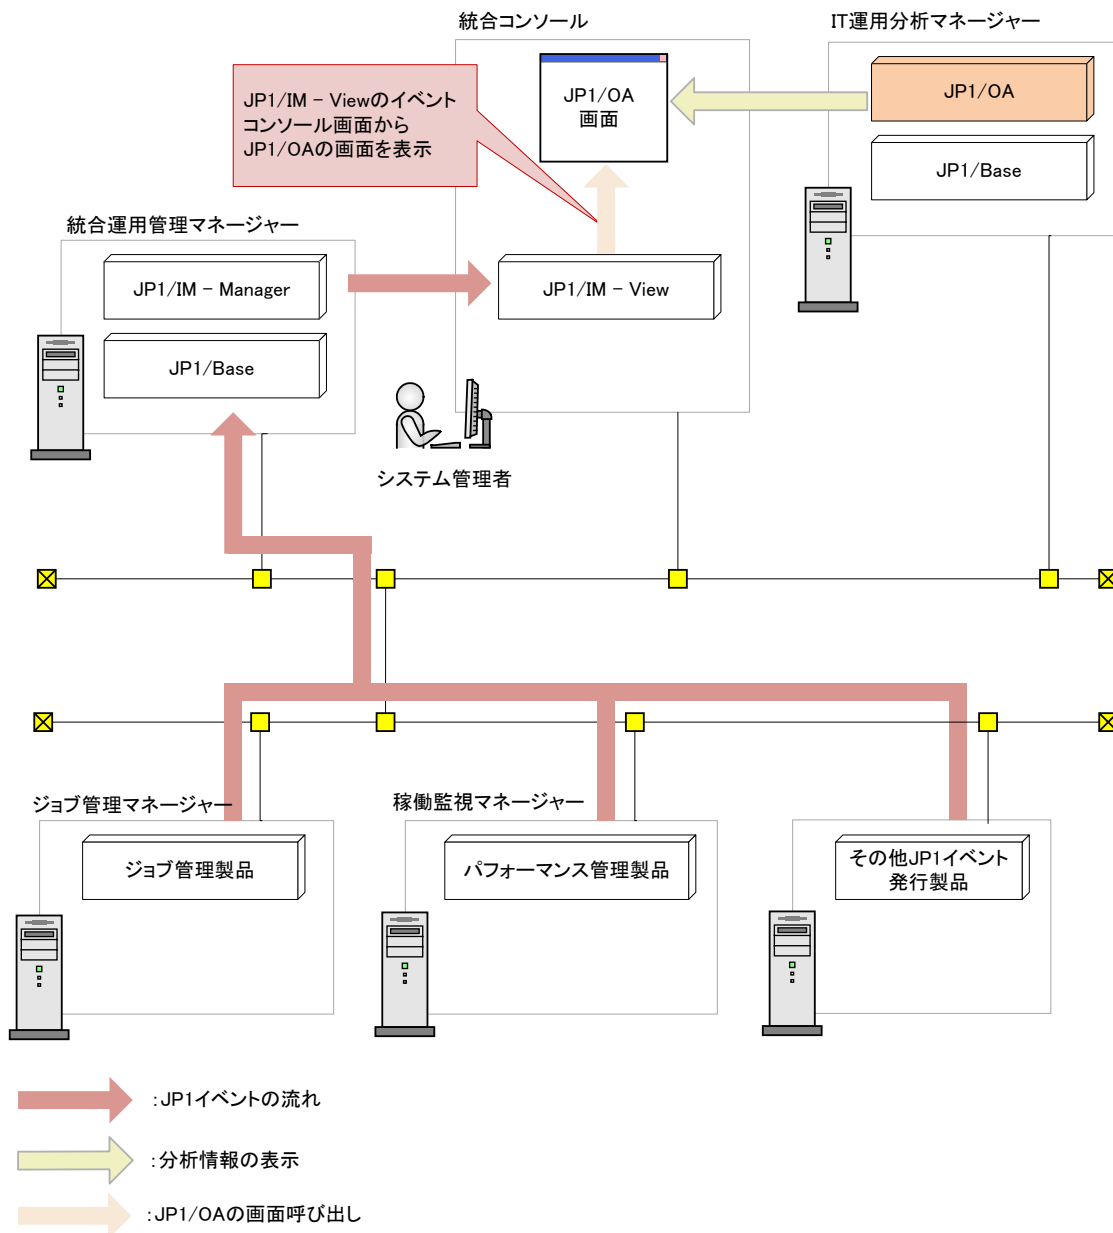 統合コンソール
IT運用分析マネージャー
JP1/IM - Viewのイベント
コンソール画面から
JP1/OAの画面を表示
JP1/OA
画面
JP1/OA
JP1/Base
統合運用管理マネージャー
JP1/IM - Manager
JP1/Base
JP1/IM - View
システム管理者
ジョブ管理マネージャー
稼働監視マネージャー
ジョブ管理製品
パフォーマンス管理製品
その他JP1イベント
発行製品
:JP1イベントの流れ
:分析情報の表示
:JP1/OAの画面呼び出し